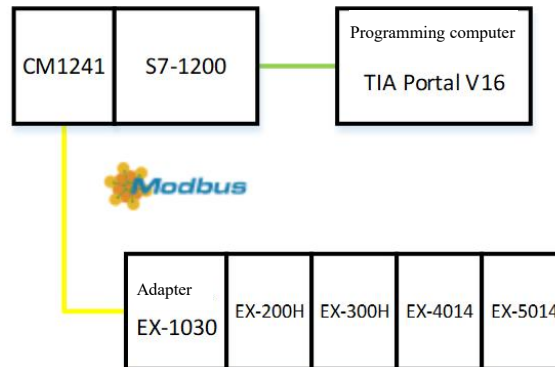 CM1241
S7-1200
Programming computer
TIA Portal V16
Modbus
Adapter
EX-1030
EX-200H
EX-300H
EX-4014
EX-5014